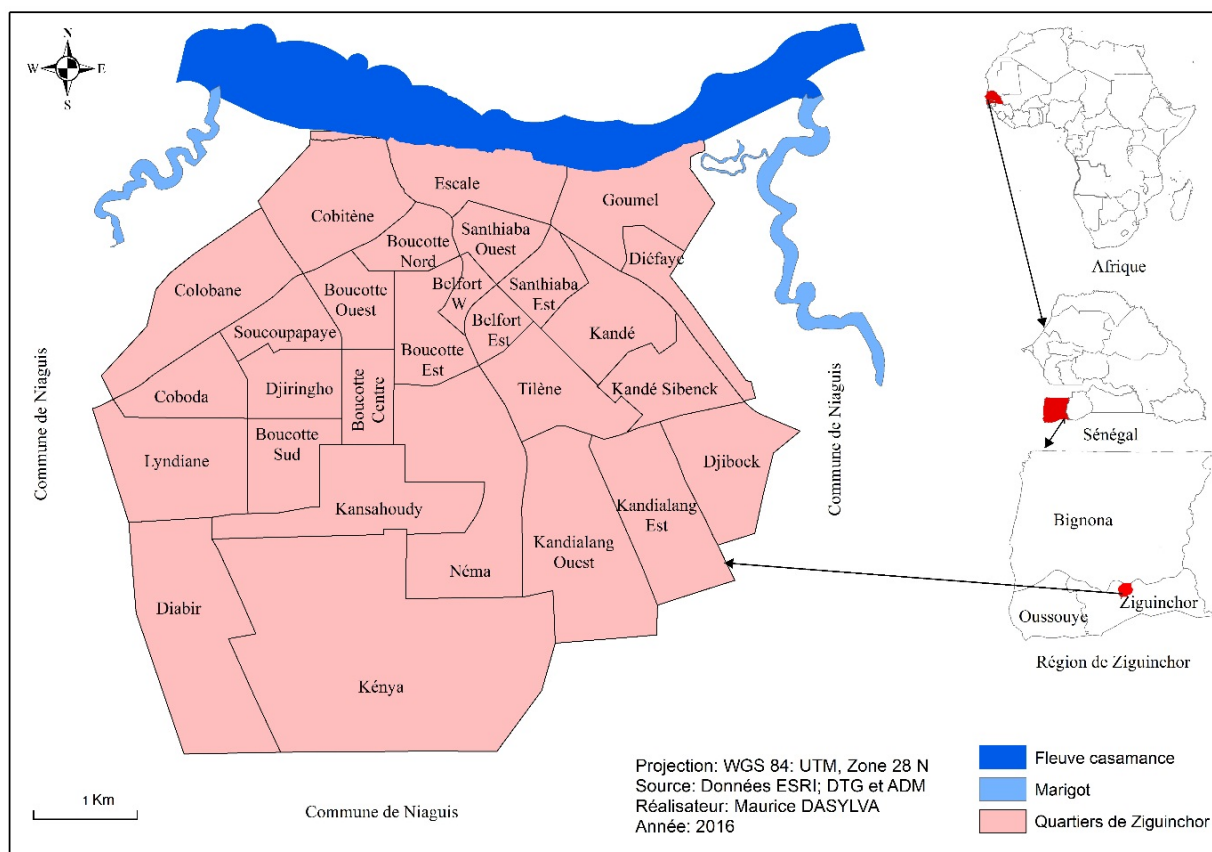 N
W E
S
Escale
Goumel
Cobitène
Santhiaba
Ouest
Boucotte
Nord
Diéfaye
Colobane
Boucotte
Ouest
Belfort
W
Santhiaba
Est
Soucoupapaye
Belfort
Est
Kandé
Boucotte
Est
Coboda
Djiringho
Boucotte
Centre
Tilène
Kandé Sibenck
Lyndiane
Boucotte
Sud
Djibock
Kansahoudy
Kandialang
Est
Kandialang
Ouest
Néma
Diabir
Kénya
Commune de Niaguis
Commune de Niaguis
Commune de Niaguis
1 Km
Afrique
Sénégal
Bignona
Ziguinchor
Oussouye
Région de Ziguinchor
Projection: WGS 84: UTM, Zone 28 N
Source: Données ESRI; DTG et ADM
Réalisateur: Maurice DASYLVA
Année: 2016
Fleuve casamance
Marigot
Quartiers de Ziguinchor